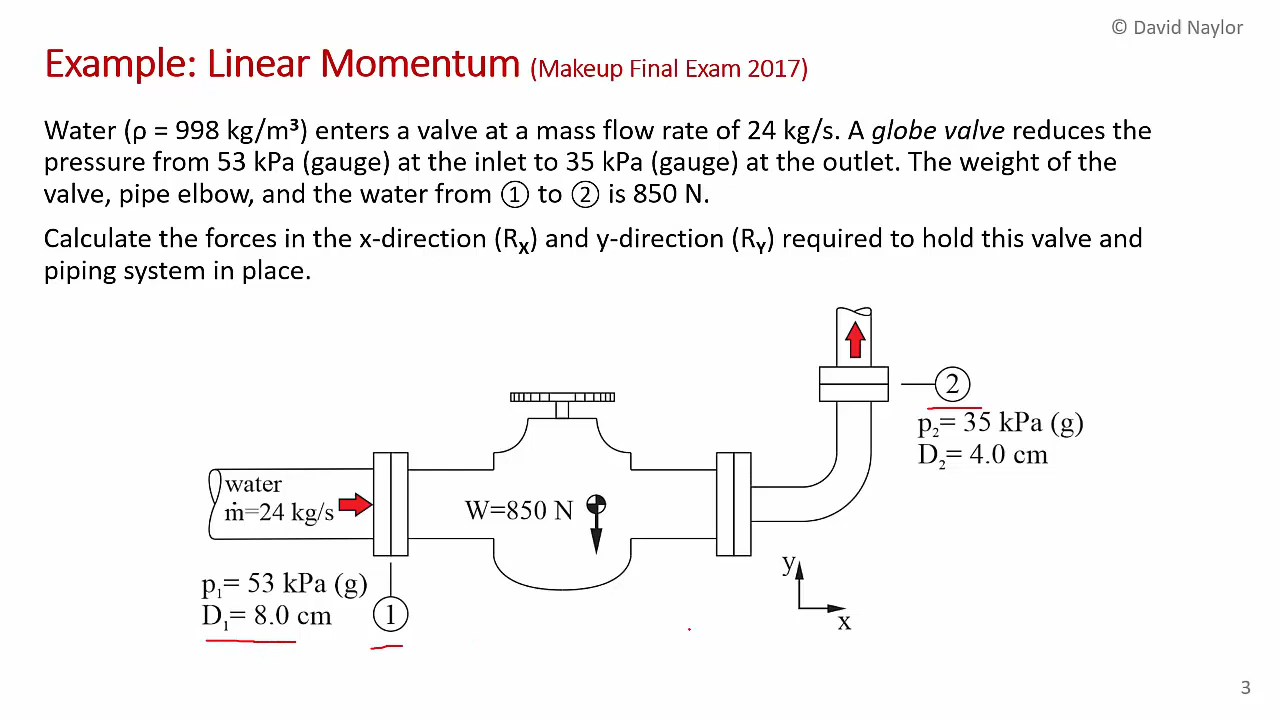 © David Naylor
Example: Linear Momentum (Makeup Final Exam 2017)
Water (ρ = 998 kg/m³) enters a valve at a mass flow rate of 24 kg/s. A globe valve reduces the
pressure from 53 kPa (gauge) at the inlet to 35 kPa (gauge) at the outlet. The weight of the
valve, pipe elbow, and the water from ① to ② is 850 N.
Calculate the forces in the x-direction (Rₓ) and y-direction (Rᵧ) required to hold this valve and
piping system in place.
2
p₂= 35 kPa (g)
D₂= 4.0 cm
water
ṁ=24 kg/s
W=850 N
p₁= 53 kPa (g)
D₁= 8.0 cm
1
y
x
3